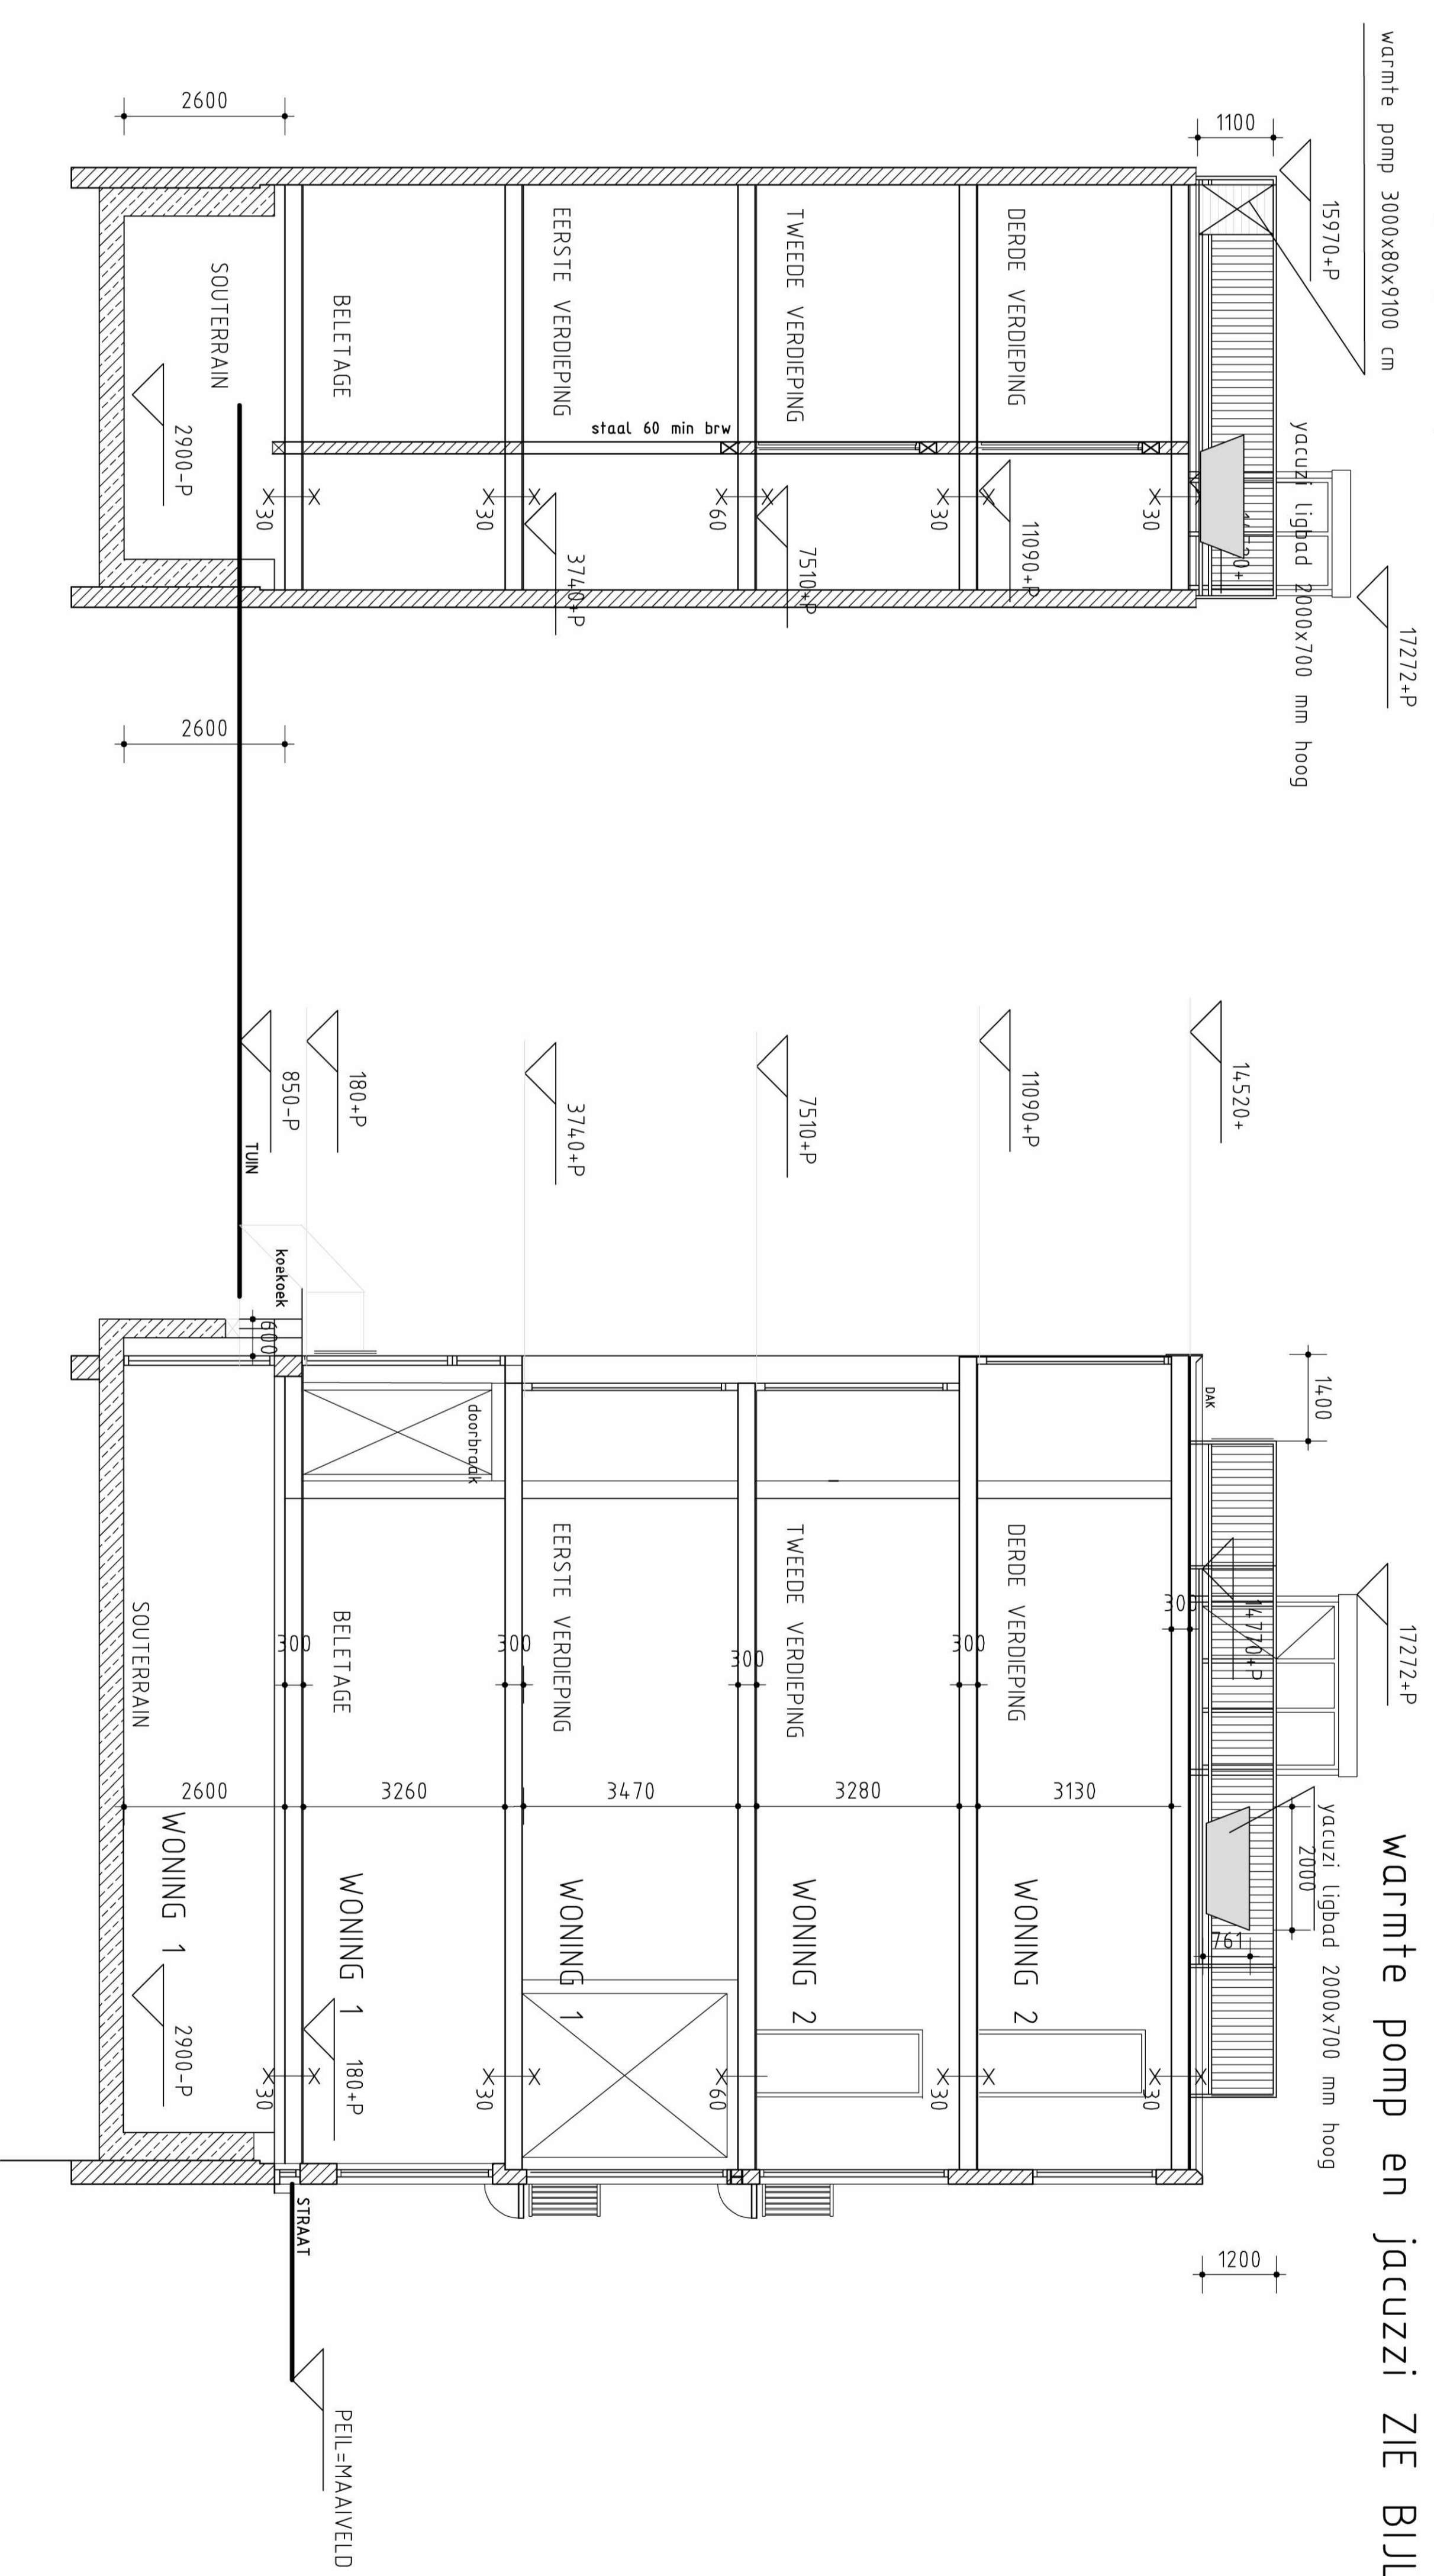 warmte pomp en jacuzzi ZIE BIJL
warmte pomp 3000x80x9100 cm
15970+P
yacuzi ligbad 2000x700 mm hoog
17272+P
1100
DERDE VERDIEPING
11090+P
30
30
TWEEDE VERDIEPING
7510+P
60
staal 60 min brw
EERSTE VERDIEPING
3740+P
30
BELETAGE
30
SOUTERRAIN
2900-P
2600
2600
14520+
11090+P
7510+P
3740+P
180+P
850-P
TUIN
koekoek
600
1400
DAK
17272+P
14770+P
yacuzi ligbad 2000x700 mm hoog
2000
761
1200
300
DERDE VERDIEPING
3130
WONING 2
30
300
TWEEDE VERDIEPING
3280
WONING 2
30
300
EERSTE VERDIEPING
3470
WONING 1
60
300
doorbraak
BELETAGE
3260
WONING 1
180+P
30
300
SOUTERRAIN
2600
WONING 1
2900-P
30
STRAAT
PEIL=MAAIVELD